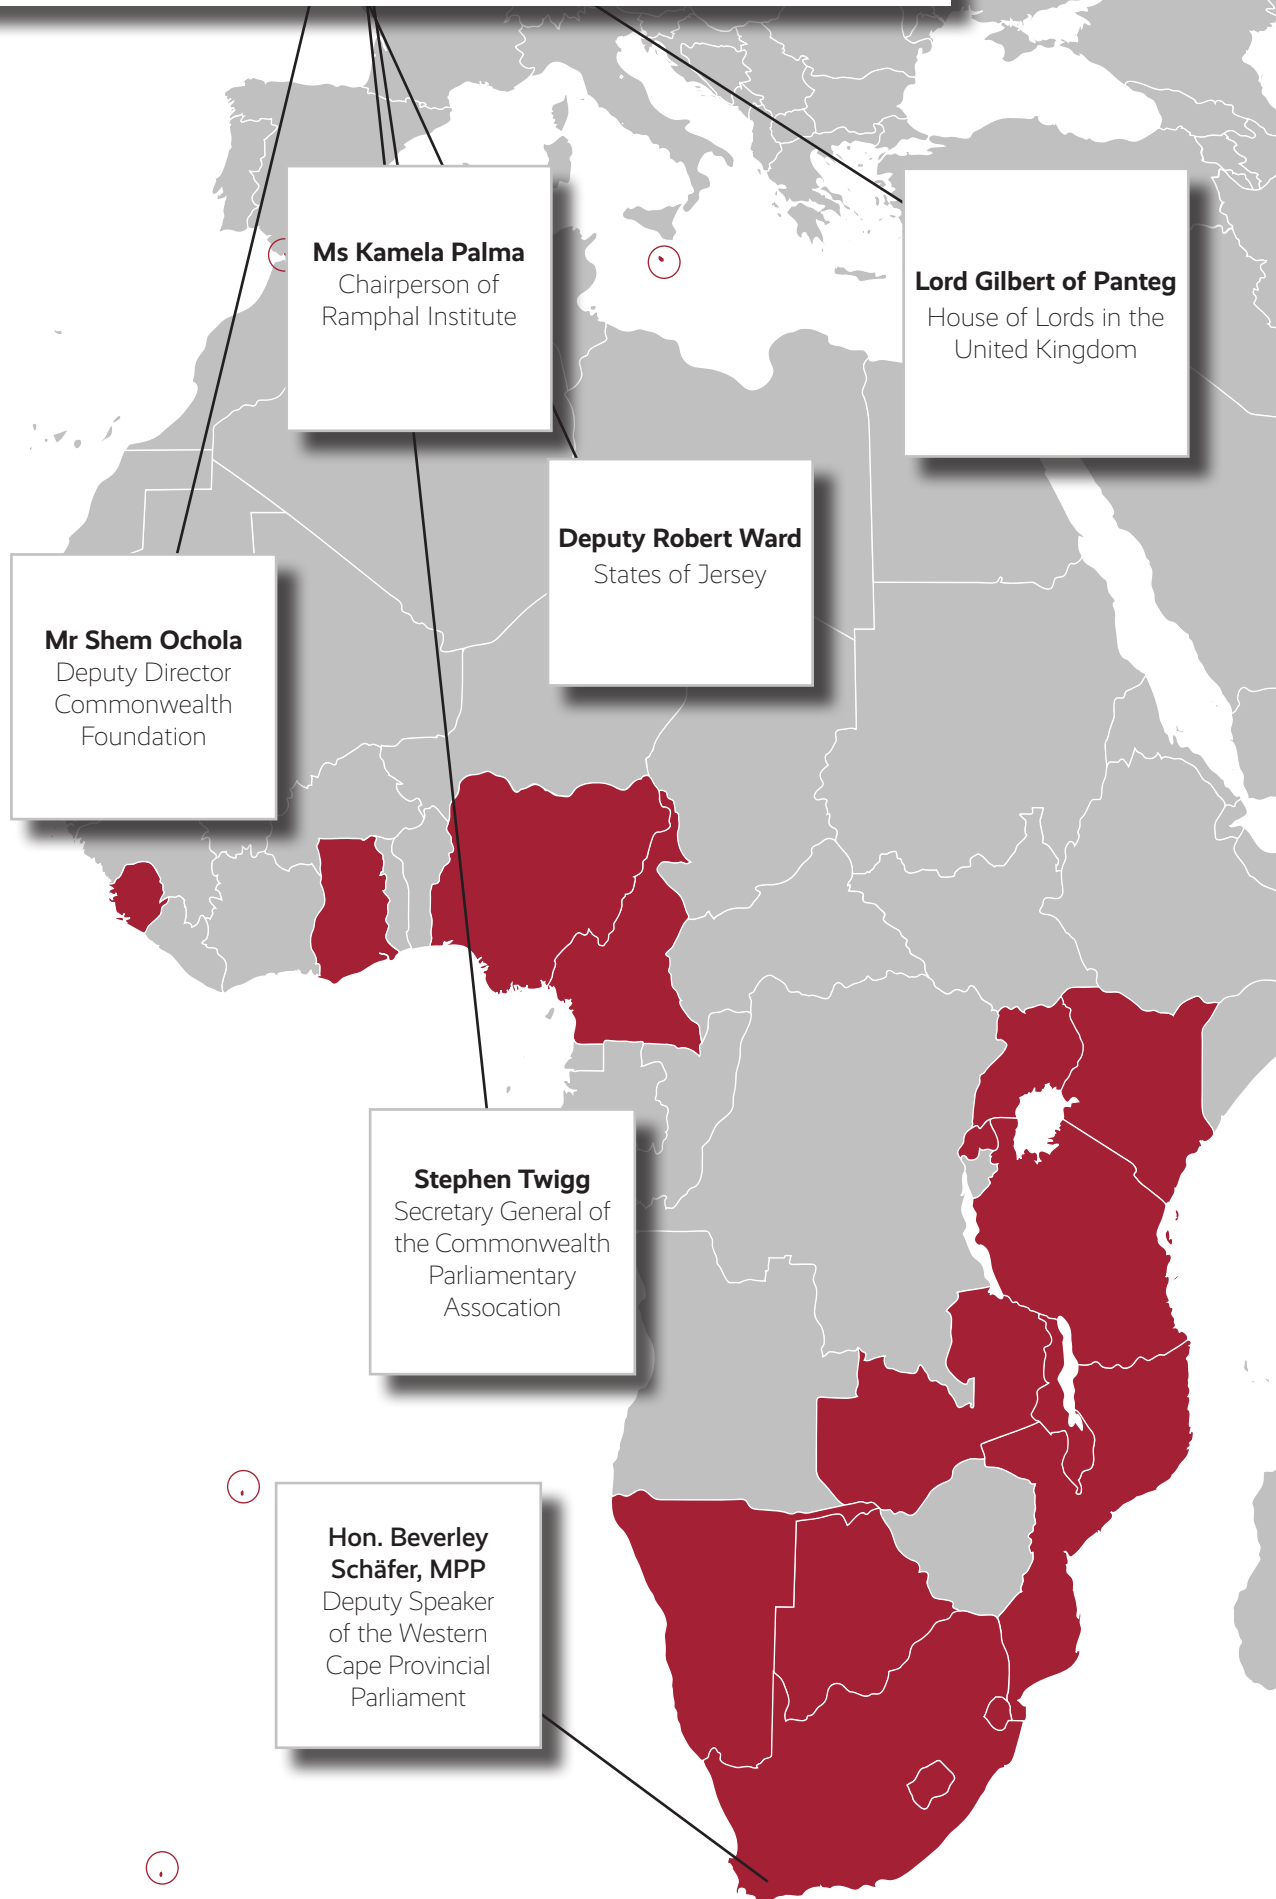 Ms Kamela Palma
Chairperson of
Ramphal Institute
Lord Gilbert of Panteg
House of Lords in the
United Kingdom
Deputy Robert Ward
States of Jersey
Mr Shem Ochola
Deputy Director
Commonwealth
Foundation
Stephen Twigg
Secretary General of
the Commonwealth
Parliamentary
Assocation
Hon. Beverley
Schäfer, MPP
Deputy Speaker
of the Western
Cape Provincial
Parliament